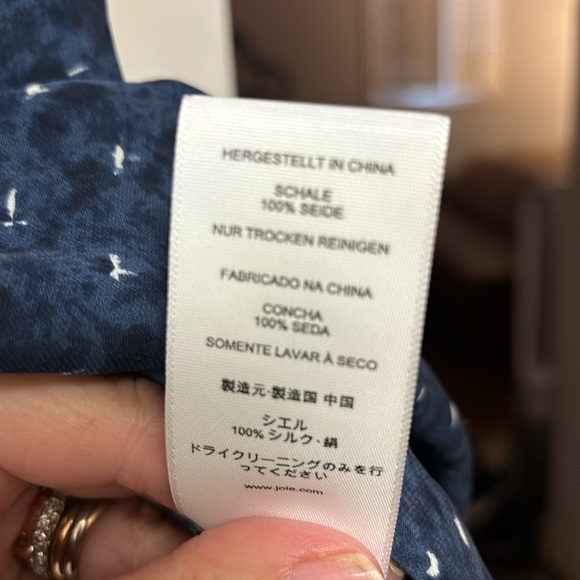 HERGESTELLT IN CHINA
SCHALE
100% SEIDE
NUR TROCKEN REINIGEN
FABRICADO NA CHINA
CONCHA
100% SEDA
SOMENTE LAVAR À SECO
製造元·製造国 中国
シエル
100% シルク·絹
ドライクリーニングのみを行
ってください
www.joie.com